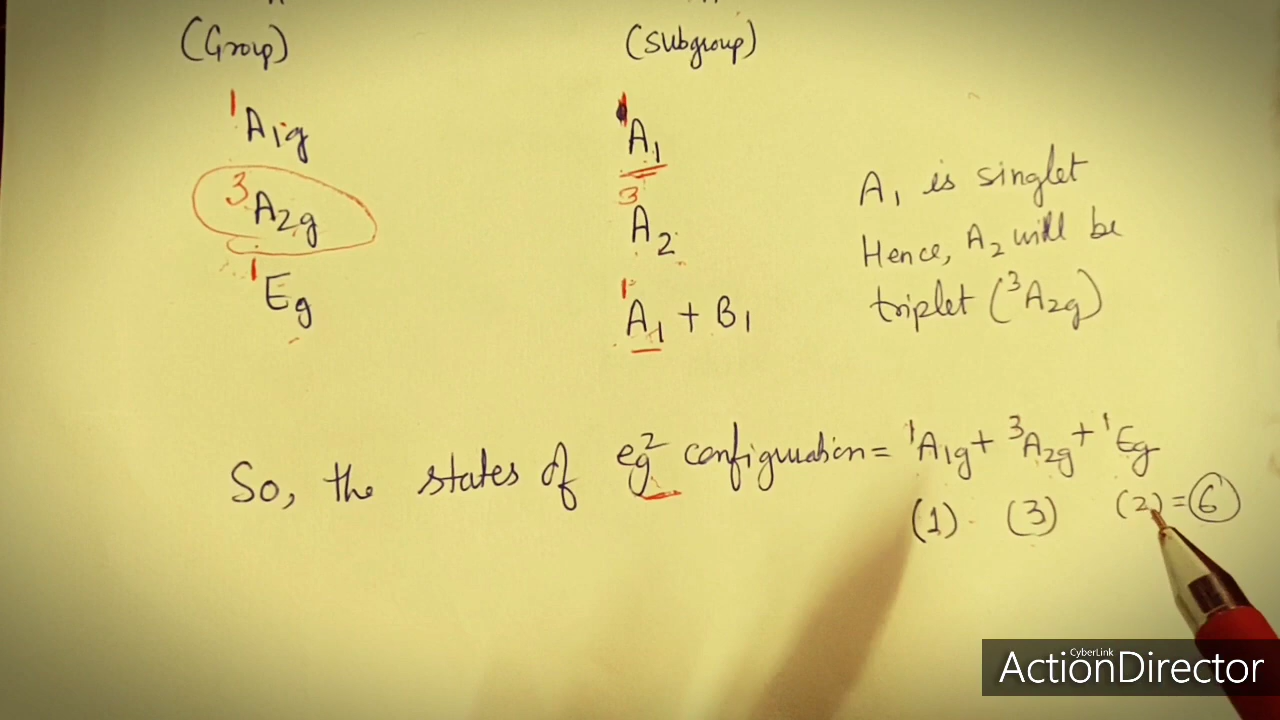 (Group) (Subgroup)
¹A₁g ¹A₁
³A₂g ³A₂
¹Eg ¹A₁ + B₁
A₁ is singlet
Hence, A₂ will be
triplet (³A₂g)
So, the states of eg² configuration = ¹A₁g + ³A₂g + ¹Eg
(1) (3) (2) = 6
CyberLink
ActionDirector